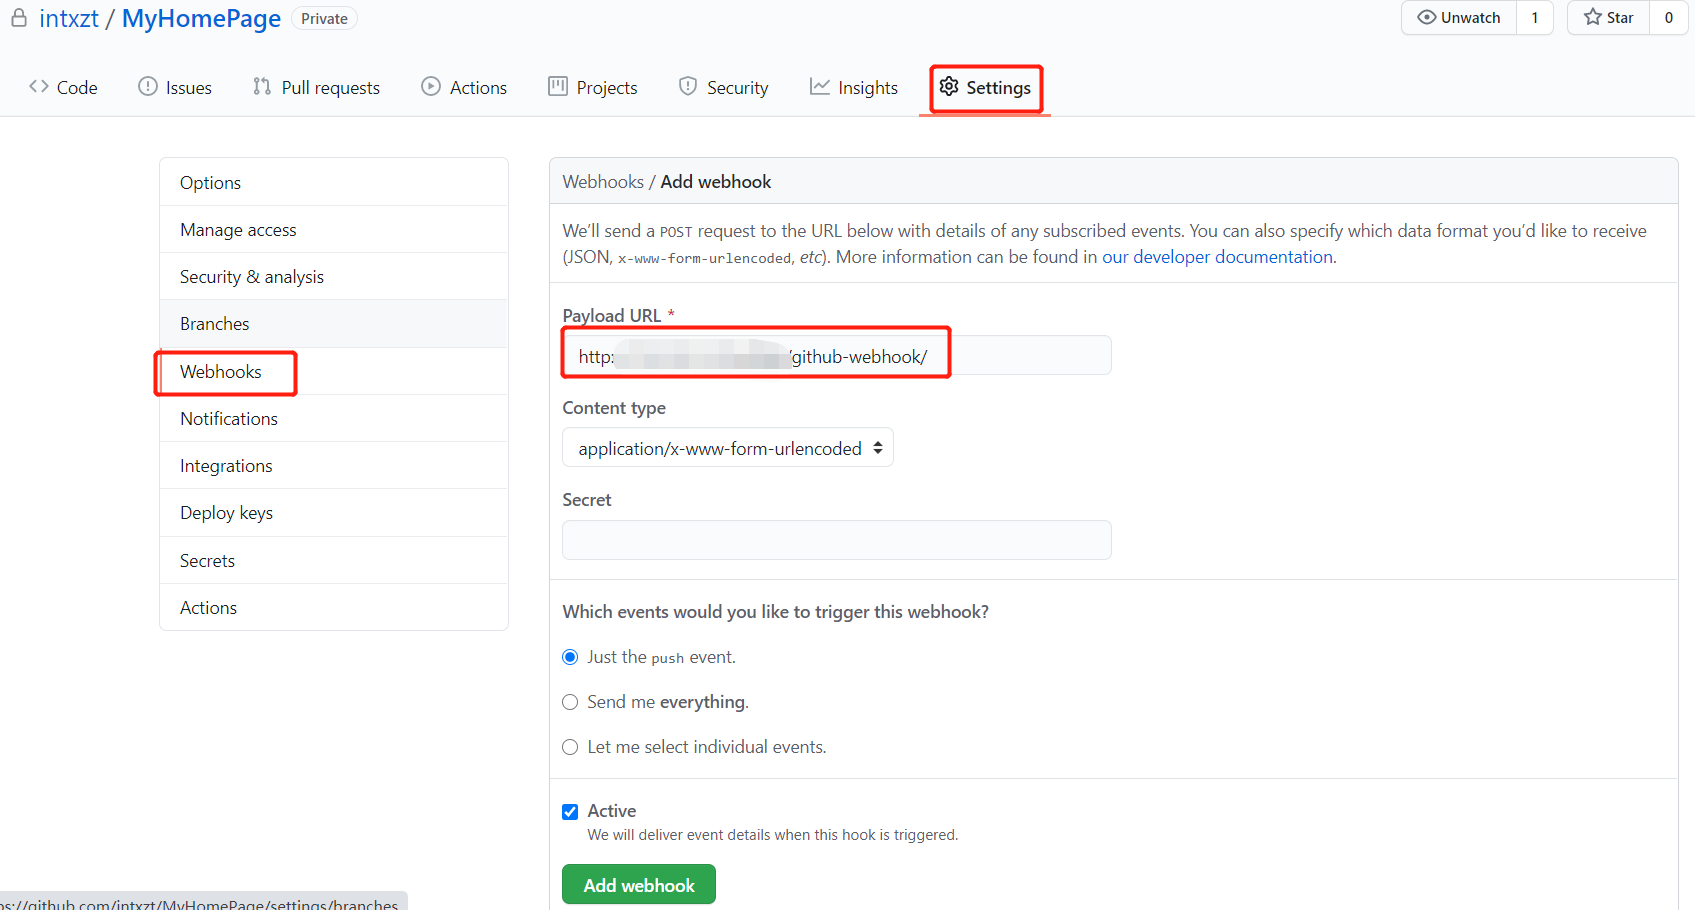 intxzt / MyHomePage Private Unwatch 1 Star 0
Code Issues Pull requests Actions Projects Security Insights Settings
Options
Manage access
Security & analysis
Branches
Webhooks
Notifications
Integrations
Deploy keys
Secrets
Actions
Webhooks / Add webhook
We'll send a POST request to the URL below with details of any subscribed events. You can also specify which data format you'd like to receive
(JSON, x-www-form-urlencoded, etc). More information can be found in our developer documentation.
Payload URL *
http: /github-webhook/
Content type
application/x-www-form-urlencoded
Secret
Which events would you like to trigger this webhook?
Just the push event.
Send me everything.
Let me select individual events.
Active
We will deliver event details when this hook is triggered.
Add webhook
ps://github.com/intxzt/MyHomePage/settings/branches